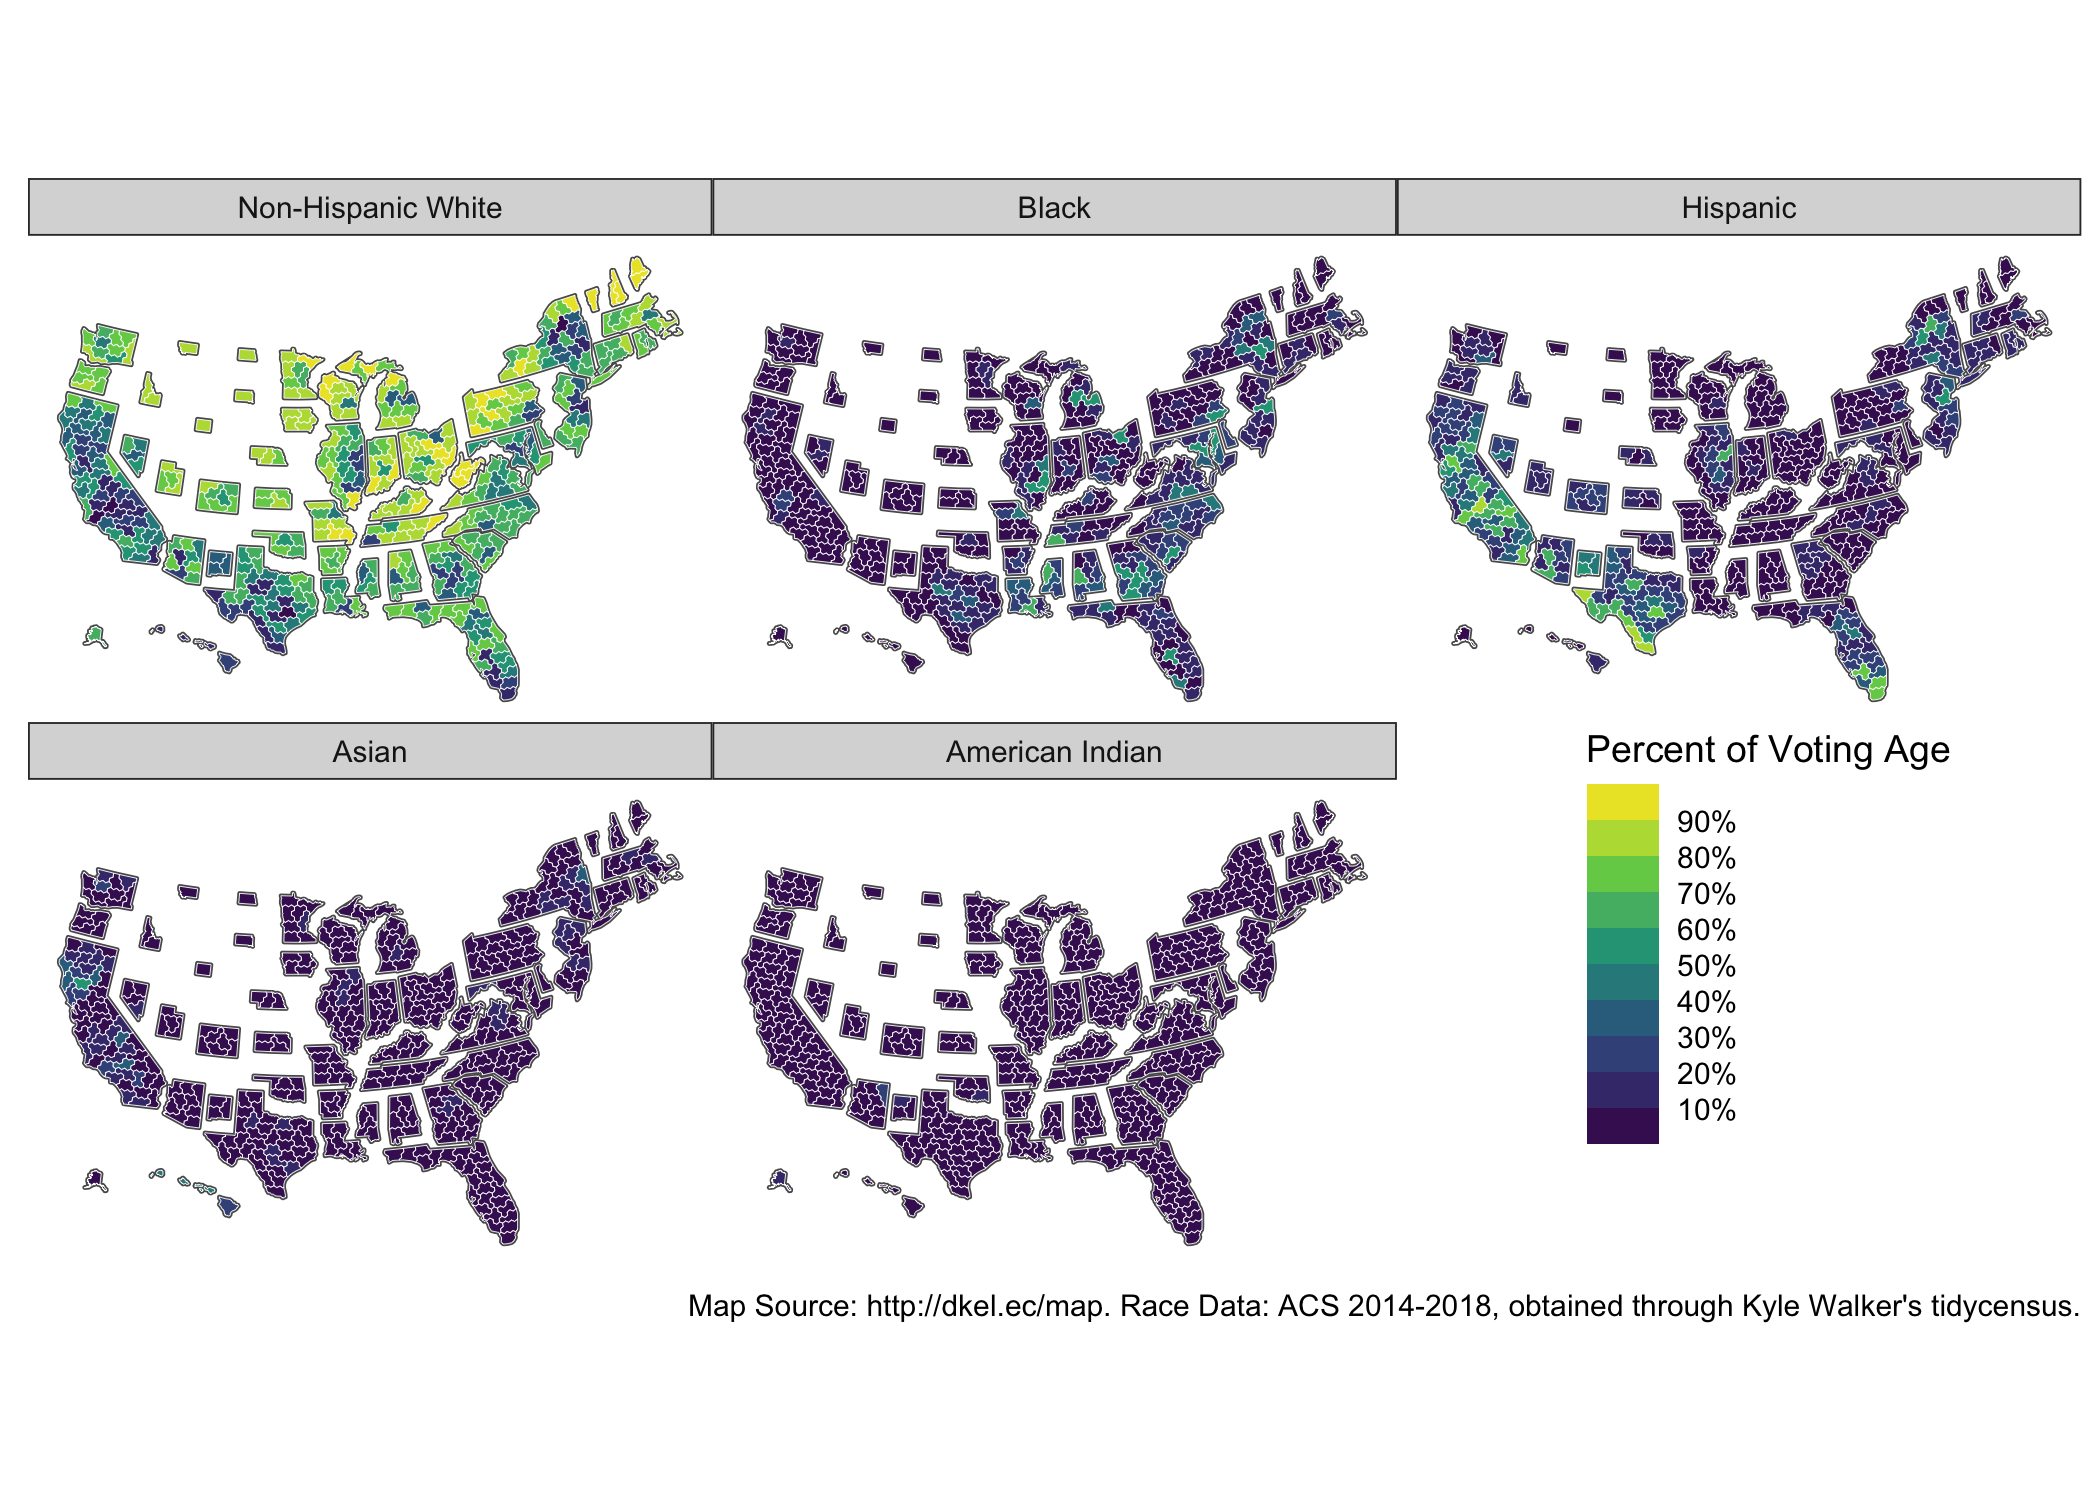 Non-Hispanic White
Black
Hispanic
Asian
American Indian
Percent of Voting Age
90%
80%
70%
60%
50%
40%
30%
20%
10%
Map Source: http://dkel.ec/map. Race Data: ACS 2014-2018, obtained through Kyle Walker's tidycensus.